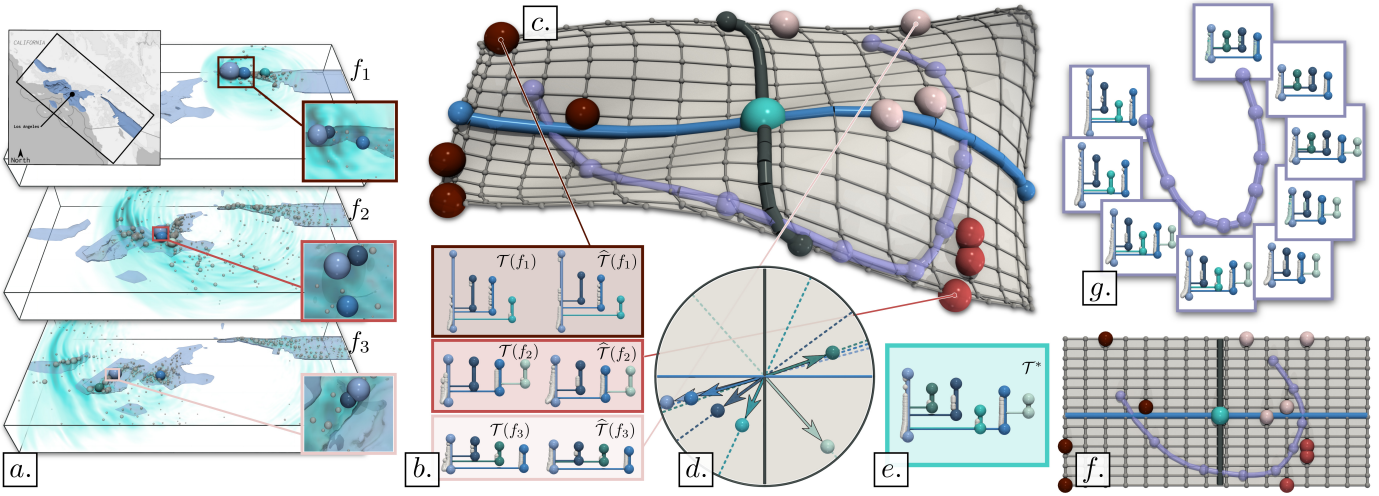 CALIFORNIA
Los Angeles
North
f₁
f₂
f₃
a.
b.
𝒯(f₁)
𝒯̂(f₁)
𝒯(f₂)
𝒯̂(f₂)
𝒯(f₃)
𝒯̂(f₃)
c.
d.
e.
𝒯*
f.
g.